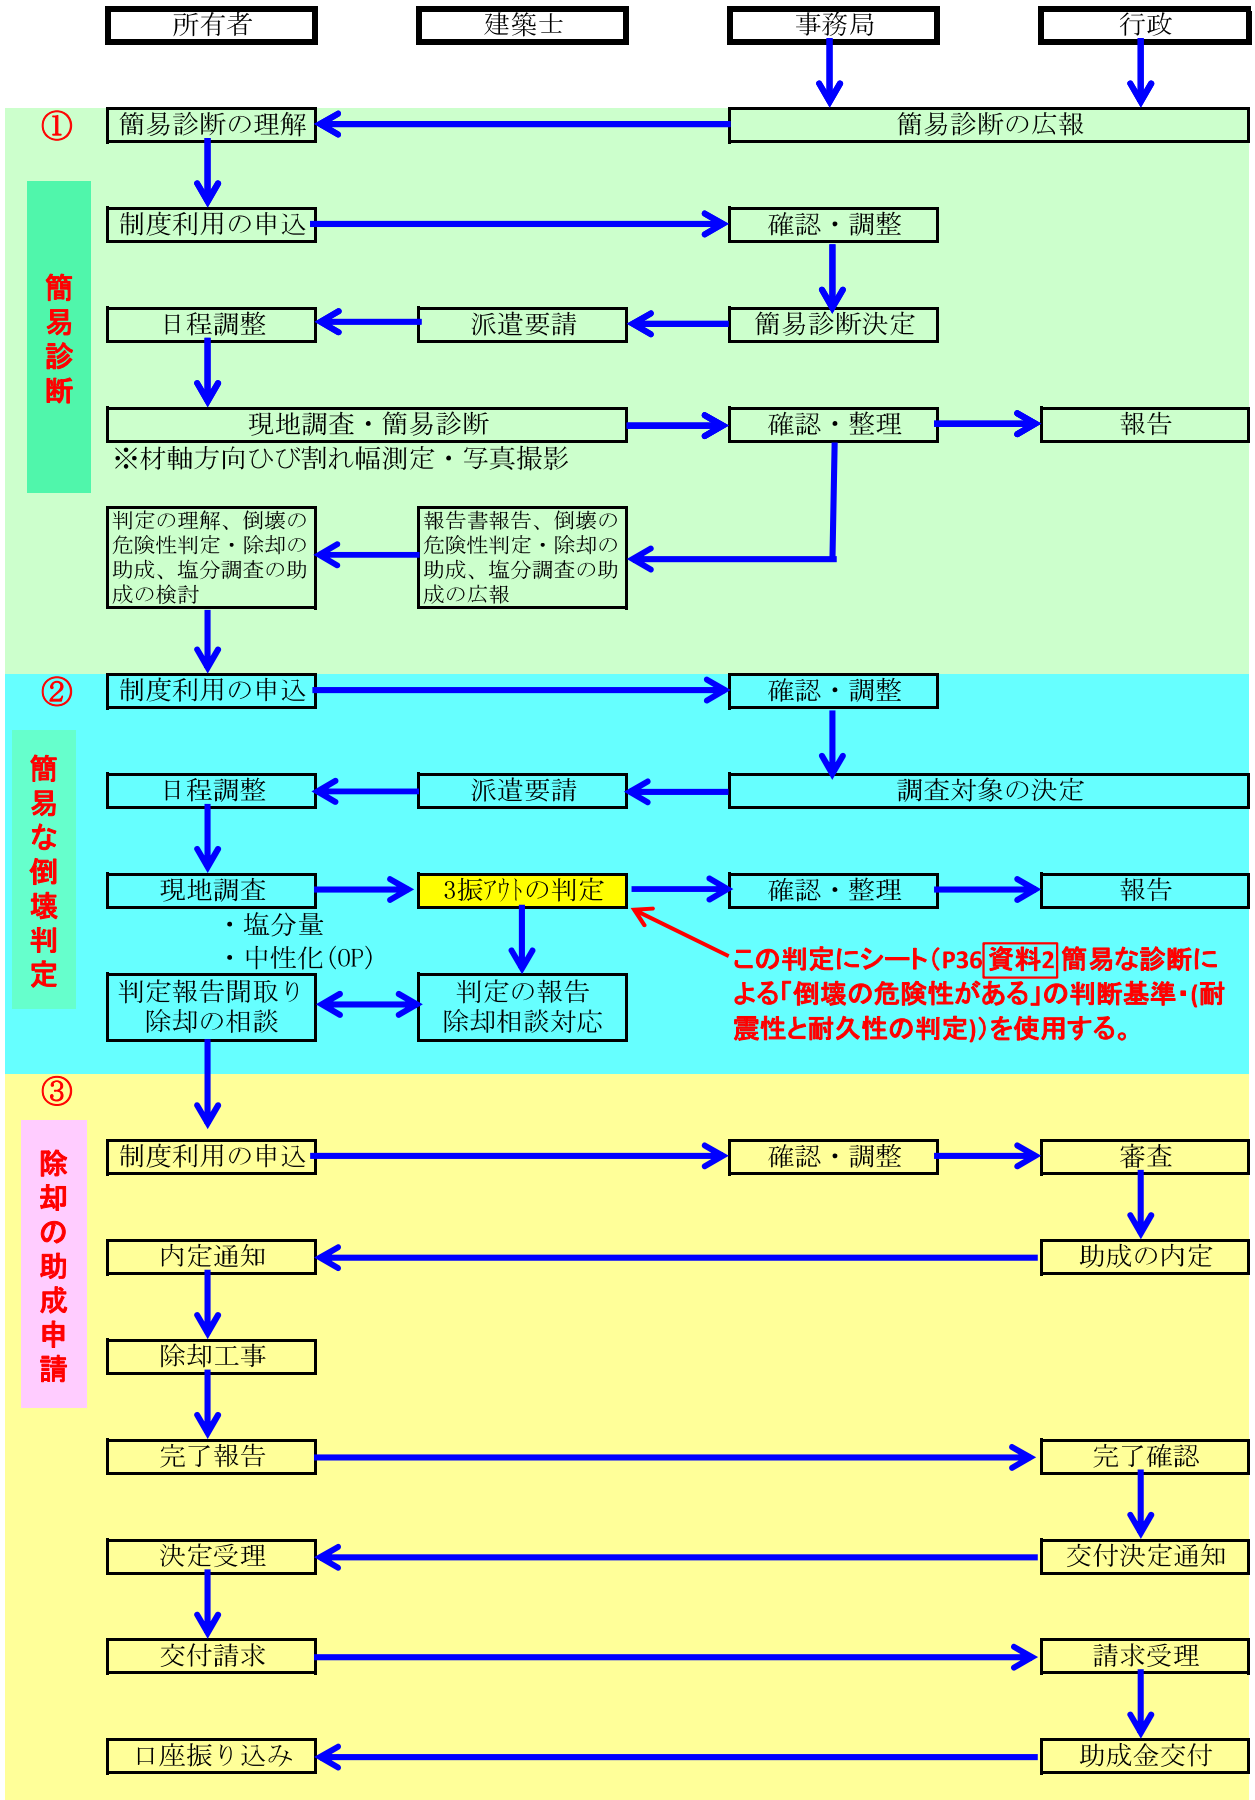 所有者
建築士
事務局
行政
①
簡易診断
簡易診断の理解
簡易診断の広報
制度利用の申込
確認・調整
日程調整
派遣要請
簡易診断決定
現地調査・簡易診断
確認・整理
報告
※材軸方向ひび割れ幅測定・写真撮影
判定の理解、倒壊の
危険性判定・除却の
助成、塩分調査の助
成の検討
報告書報告、倒壊の
危険性判定・除却の
助成、塩分調査の助
成の広報
②
簡易な倒壊判定
制度利用の申込
確認・調整
日程調整
派遣要請
調査対象の決定
現地調査
3振ｱｳﾄの判定
確認・整理
報告
・塩分量
・中性化(OP)
この判定にシート(P36資料2簡易な診断に
よる｢倒壊の危険性がある｣の判断基準・(耐
震性と耐久性の判定))を使用する。
判定報告聞取り
除却の相談
判定の報告
除却相談対応
③
除却の助成申請
制度利用の申込
確認・調整
審査
内定通知
助成の内定
除却工事
完了報告
完了確認
決定受理
交付決定通知
交付請求
請求受理
口座振り込み
助成金交付